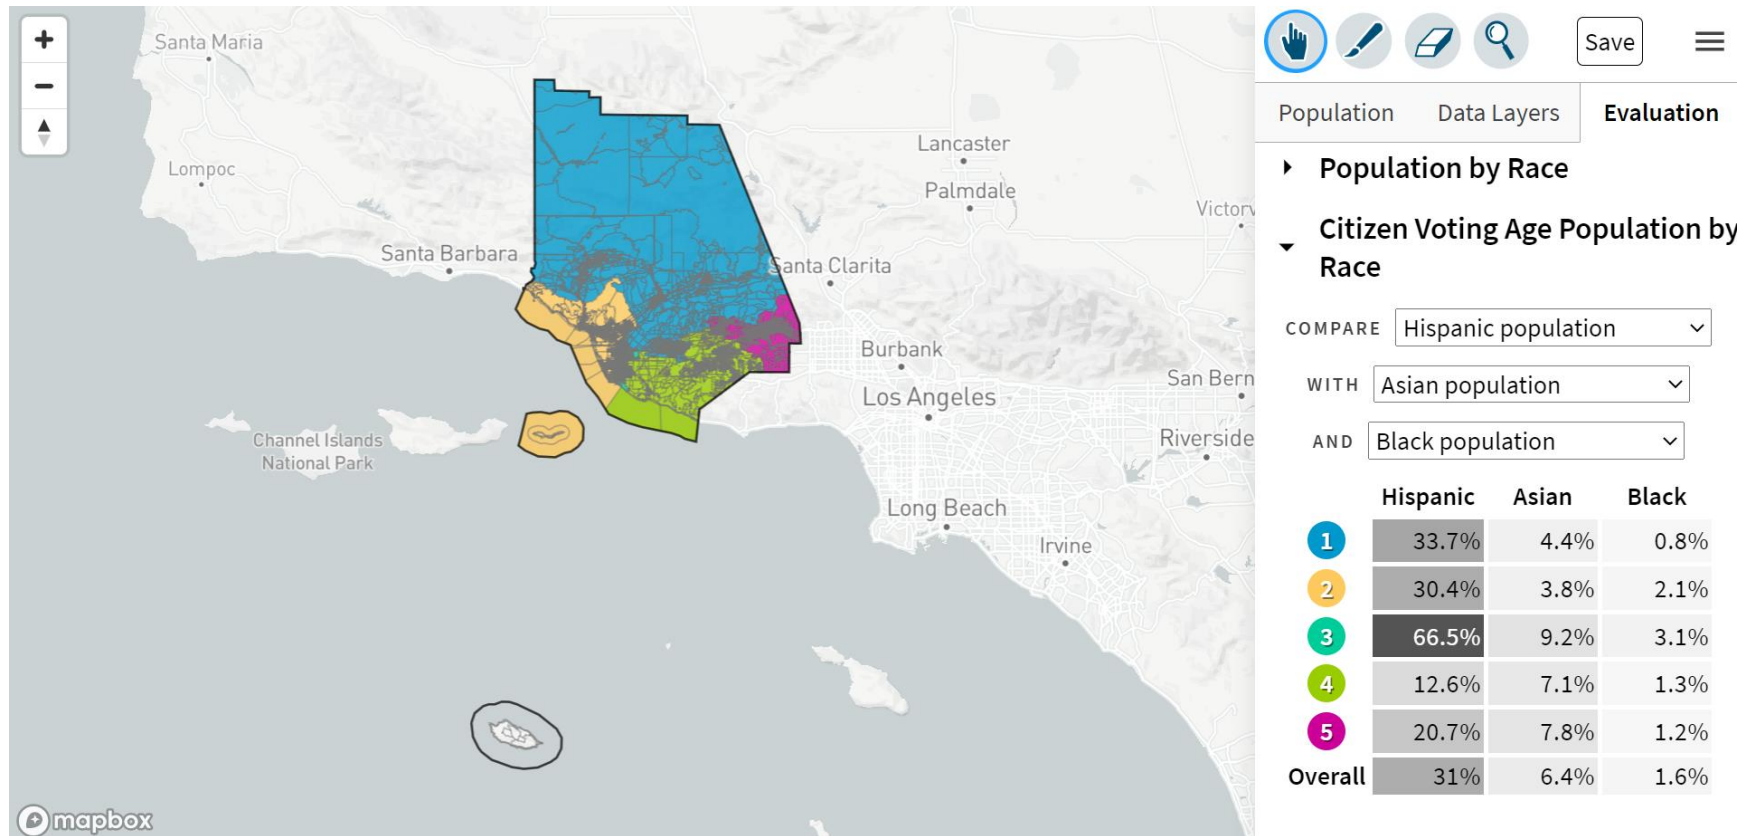 Santa Maria
Lompoc
Santa Barbara
Lancaster
Palmdale
Victorv
Santa Clarita
Burbank
San Bern
Los Angeles
Channel Islands
National Park
Riverside
Long Beach
Irvine
mapbox
Save
Population Data Layers Evaluation
Population by Race
Citizen Voting Age Population by
Race
COMPARE Hispanic population
WITH Asian population
AND Black population
Hispanic Asian Black
1 33.7% 4.4% 0.8%
2 30.4% 3.8% 2.1%
3 66.5% 9.2% 3.1%
4 12.6% 7.1% 1.3%
5 20.7% 7.8% 1.2%
Overall 31% 6.4% 1.6%